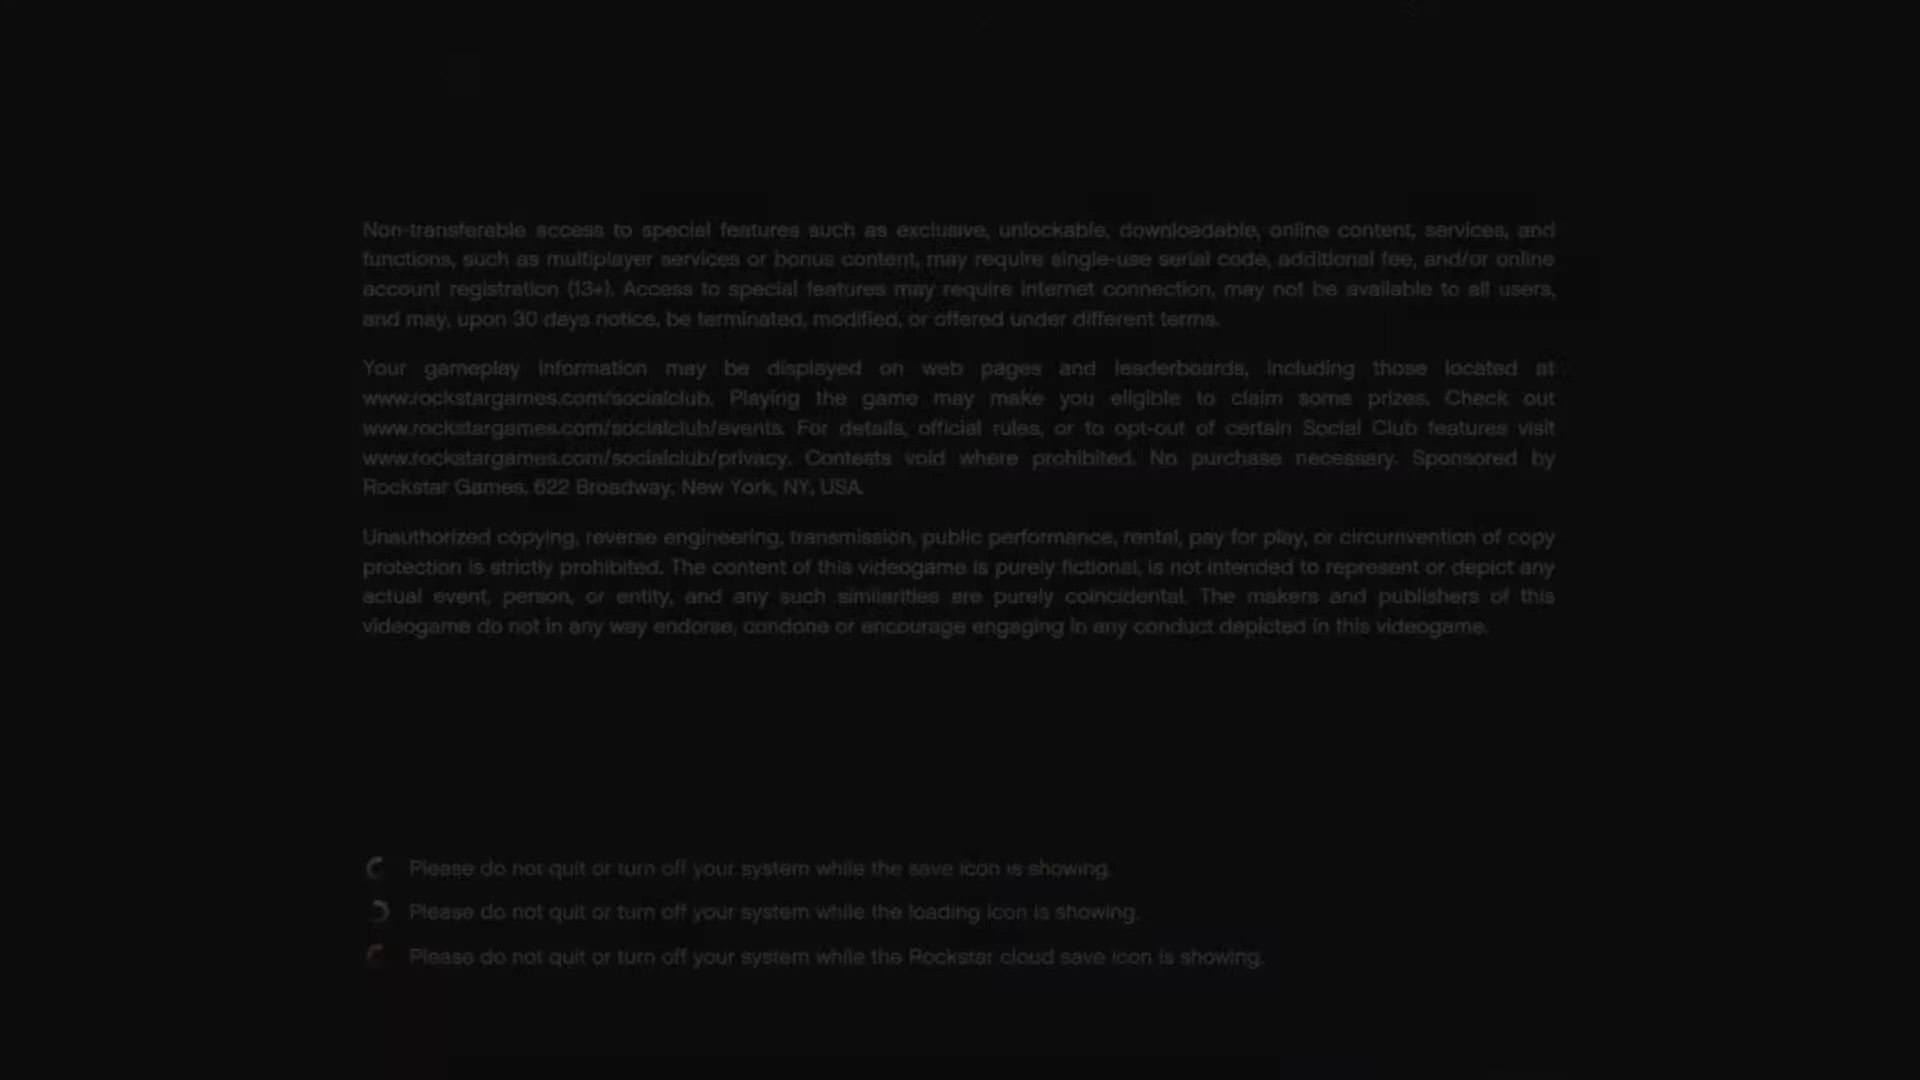 Non-transferable access to special features such as exclusive, unlockable, downloadable, online content, services, and
functions, such as multiplayer services or bonus content, may require single-use serial code, additional fee, and/or online
account registration (13+). Access to special features may require internet connection, may not be available to all users,
and may, upon 30 days notice, be terminated, modified, or offered under different terms.
Your gameplay information may be displayed on web pages and leaderboards, including those located at
www.rockstargames.com/socialclub. Playing the game may make you eligible to claim some prizes. Check out
www.rockstargames.com/socialclub/events. For details, official rules, or to opt-out of certain Social Club features visit
www.rockstargames.com/socialclub/privacy. Contests void where prohibited. No purchase necessary. Sponsored by
Rockstar Games, 622 Broadway, New York, NY, USA.
Unauthorized copying, reverse engineering, transmission, public performance, rental, pay for play, or circumvention of copy
protection is strictly prohibited. The content of this videogame is purely fictional, is not intended to represent or depict any
actual event, person, or entity, and any such similarities are purely coincidental. The makers and publishers of this
videogame do not in any way endorse, condone or encourage engaging in any conduct depicted in this videogame.
Please do not quit or turn off your system while the save icon is showing.
Please do not quit or turn off your system while the loading icon is showing.
Please do not quit or turn off your system while the Rockstar cloud save icon is showing.